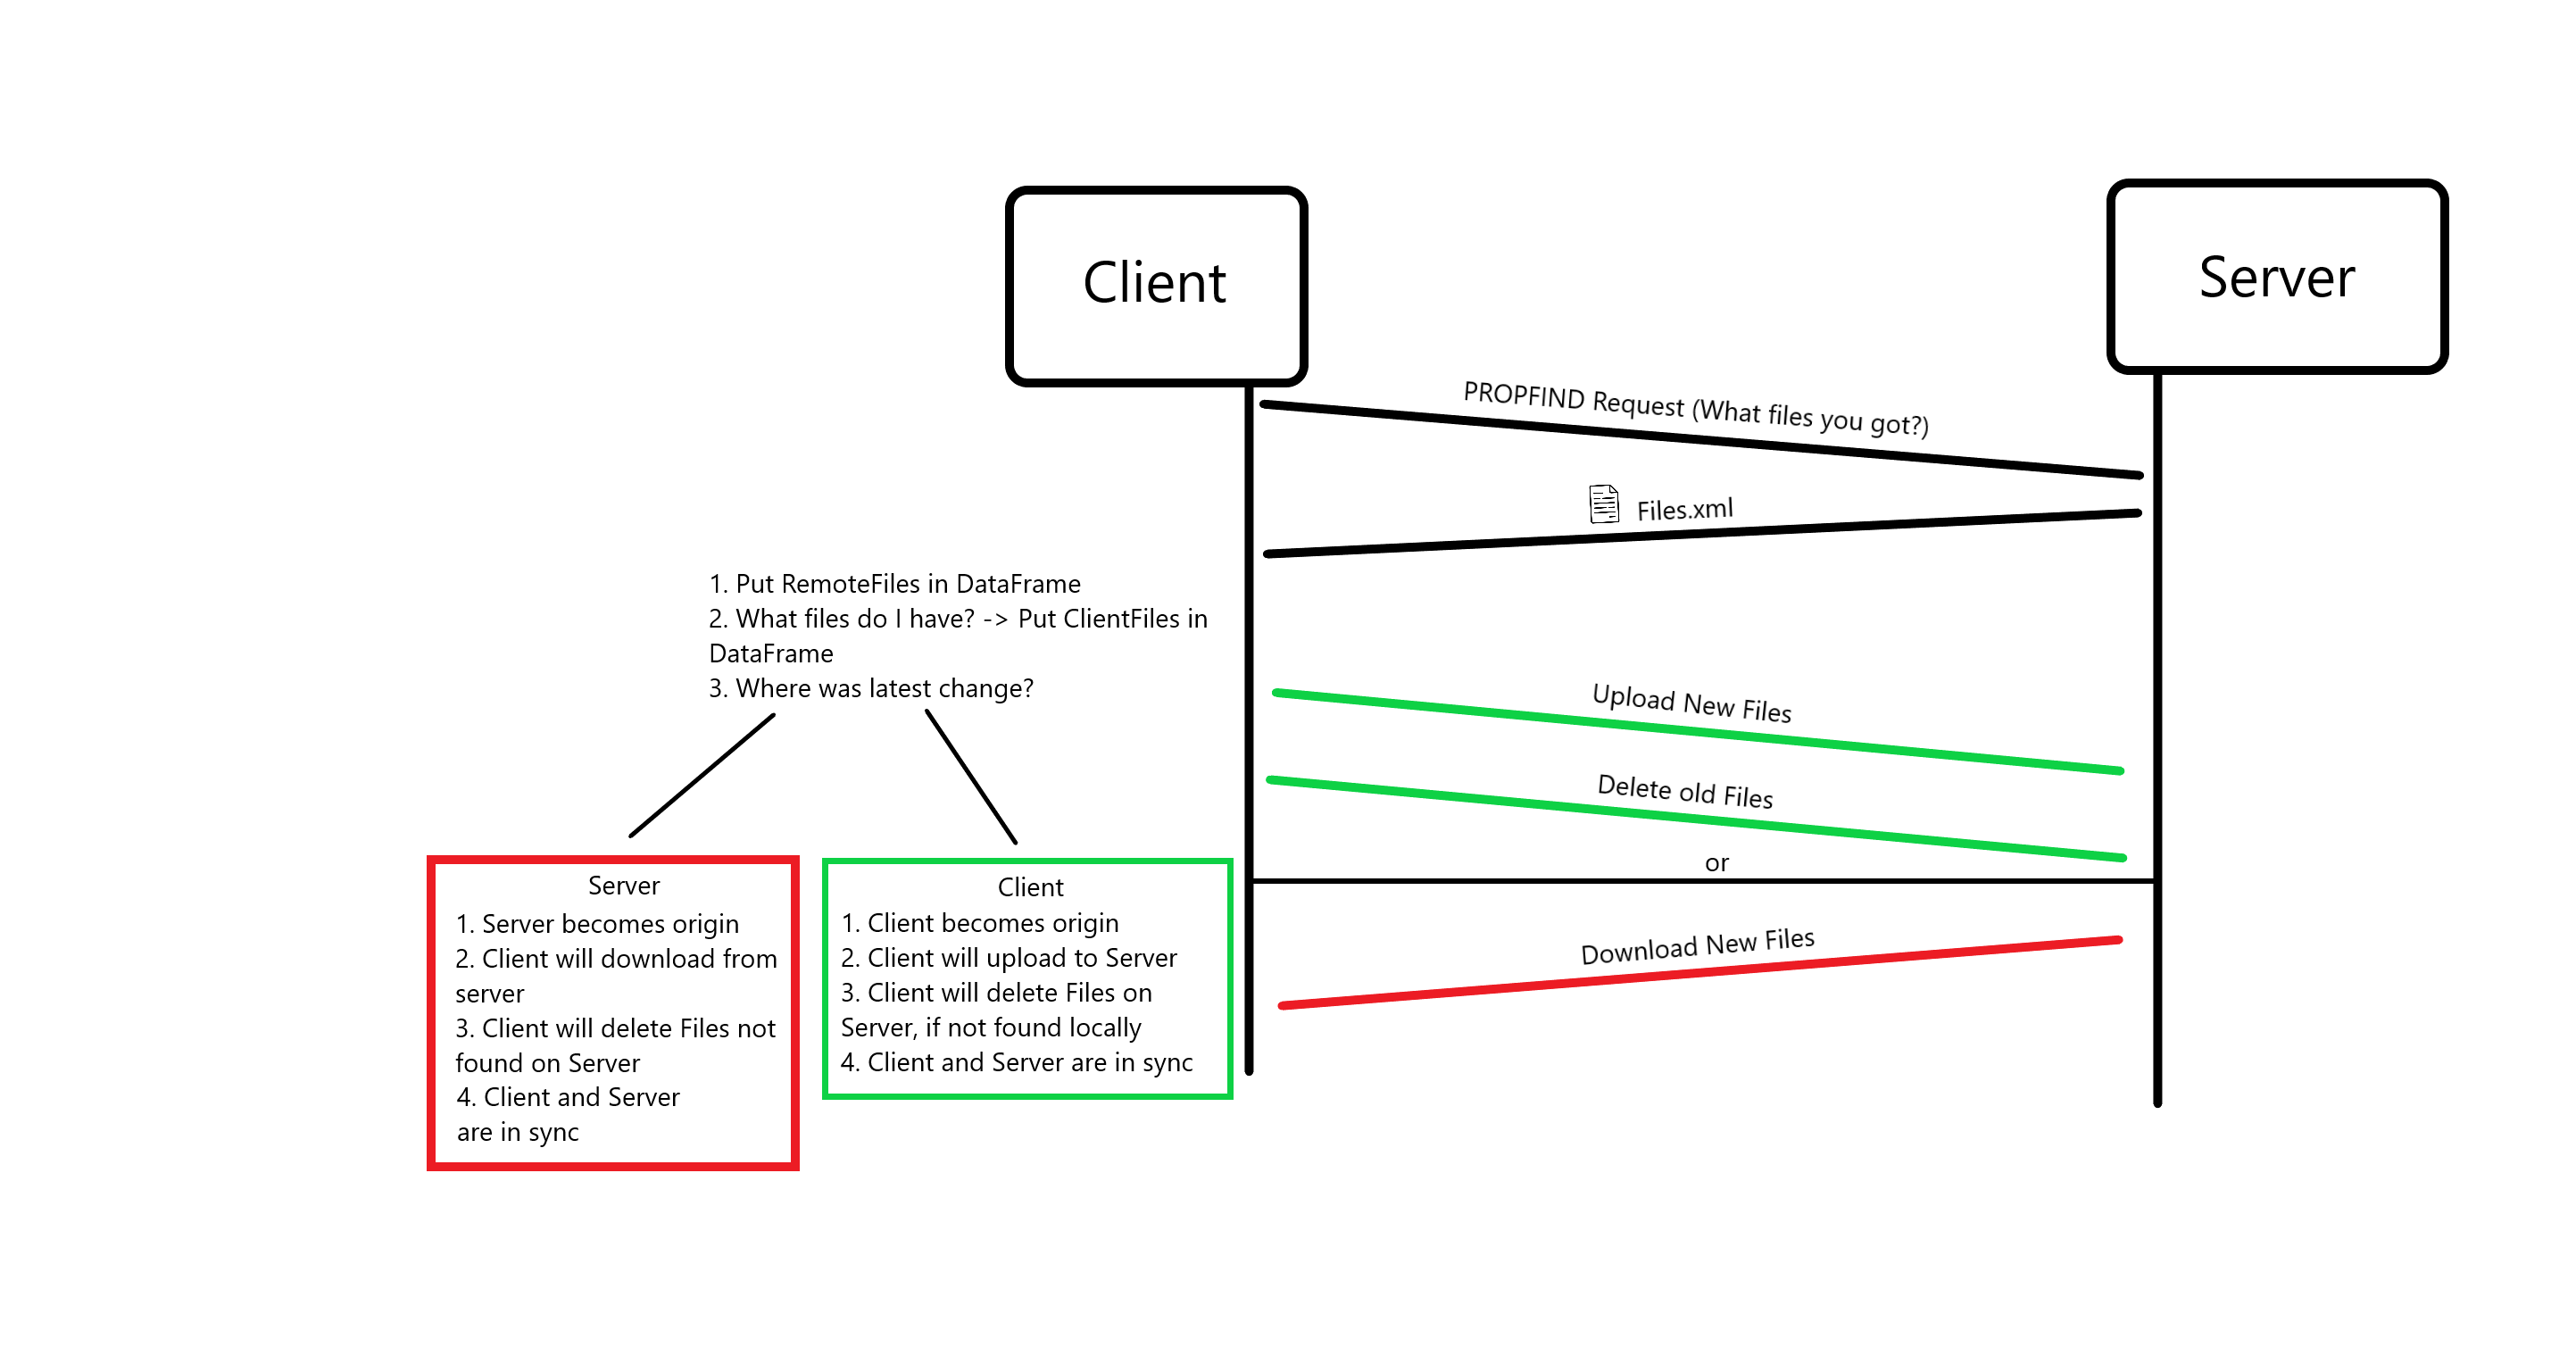 Client
Server
PROPFIND Request (What files you got?)
Files.xml
1. Put RemoteFiles in DataFrame
2. What files do I have? -> Put ClientFiles in
DataFrame
3. Where was latest change?
Upload New Files
Delete old Files
or
Download New Files
Server
1. Server becomes origin
2. Client will download from
server
3. Client will delete Files not
found on Server
4. Client and Server
are in sync
Client
1. Client becomes origin
2. Client will upload to Server
3. Client will delete Files on
Server, if not found locally
4. Client and Server are in sync